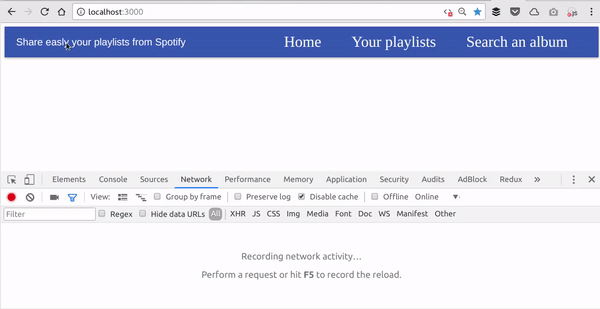 localhost:3000
Share easly your playlists from Spotify Home Your playlists Search an album
Elements Console Sources Network Performance Memory Application Security Audits AdBlock Redux »
View: Group by frame Preserve log Disable cache Offline Online
Filter Regex Hide data URLs All XHR JS CSS Img Media Font Doc WS Manifest Other
Recording network activity…
Perform a request or hit F5 to record the reload.